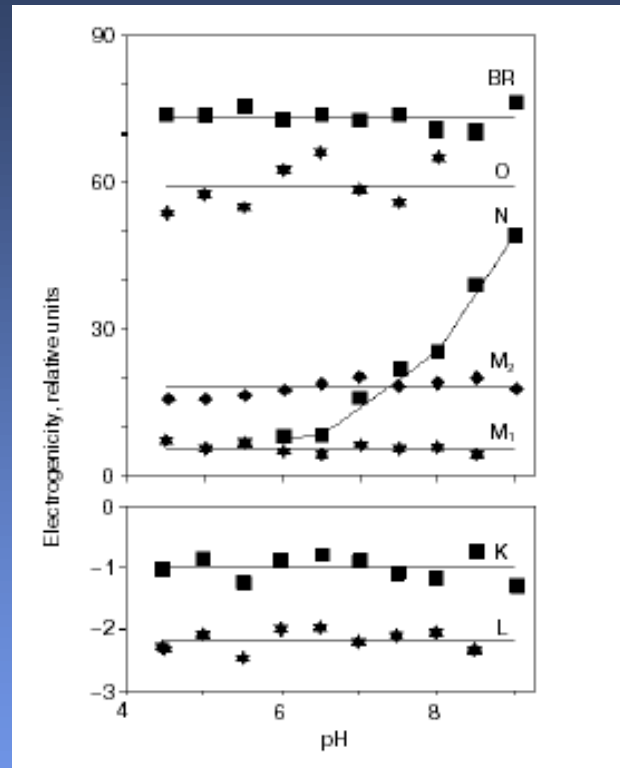 90
BR
O
60
N
30
M₂
M₁
0
Electrogenicity, relative units
0
K
−1
L
−2
−3
4 6 8
pH